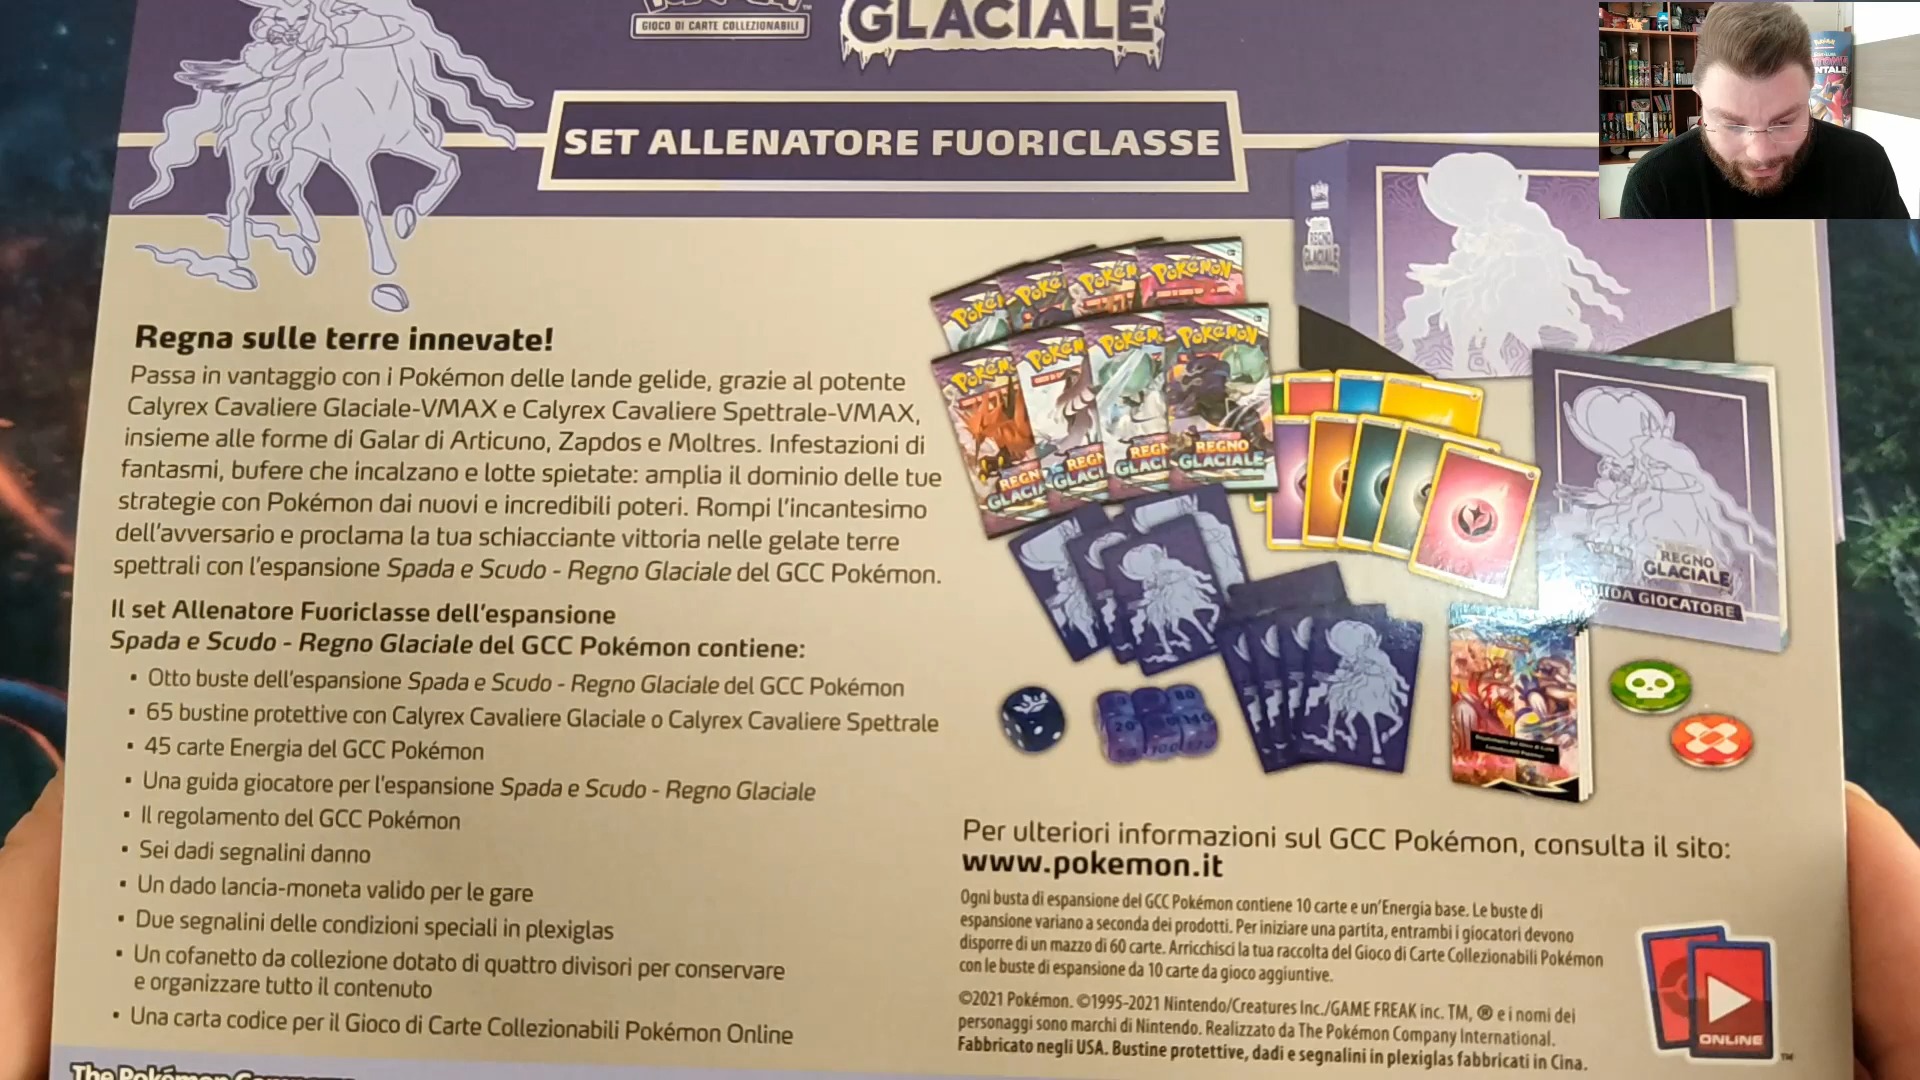 GIOCO DI CARTE COLLEZIONABILI
GLACIALE
SET ALLENATORE FUORICLASSE
Regna sulle terre innevate!
Passa in vantaggio con i Pokémon delle lande gelide, grazie al potente
Calyrex Cavaliere Glaciale-VMAX e Calyrex Cavaliere Spettrale-VMAX,
insieme alle forme di Galar di Articuno, Zapdos e Moltres. Infestazioni di
fantasmi, bufere che incalzano e lotte spietate: amplia il dominio delle tue
strategie con Pokémon dai nuovi e incredibili poteri. Rompi l'incantesimo
dell'avversario e proclama la tua schiacciante vittoria nelle gelate terre
spettrali con l'espansione Spada e Scudo - Regno Glaciale del GCC Pokémon.
Il set Allenatore Fuoriclasse dell'espansione
Spada e Scudo - Regno Glaciale del GCC Pokémon contiene:
• Otto buste dell'espansione Spada e Scudo - Regno Glaciale del GCC Pokémon
• 65 bustine protettive con Calyrex Cavaliere Glaciale o Calyrex Cavaliere Spettrale
• 45 carte Energia del GCC Pokémon
• Una guida giocatore per l'espansione Spada e Scudo - Regno Glaciale
• Il regolamento del GCC Pokémon
• Sei dadi segnalini danno
• Un dado lancia-moneta valido per le gare
• Due segnalini delle condizioni speciali in plexiglas
• Un cofanetto da collezione dotato di quattro divisori per conservare
e organizzare tutto il contenuto
• Una carta codice per il Gioco di Carte Collezionabili Pokémon Online
REGNO
GLACIALE
POKéMON
REGNO
GLACIALE
REGNO
GLACIALE
GUIDA GIOCATORE
Per ulteriori informazioni sul GCC Pokémon, consulta il sito:
www.pokemon.it
Ogni busta di espansione del GCC Pokémon contiene 10 carte e un'Energia base. Le buste di
espansione variano a seconda dei prodotti. Per iniziare una partita, entrambi i giocatori devono
disporre di un mazzo di 60 carte. Arricchisci la tua raccolta del Gioco di Carte Collezionabili Pokémon
con le buste di espansione da 10 carte da gioco aggiuntive.
©2021 Pokémon. ©1995-2021 Nintendo/Creatures Inc./GAME FREAK inc. TM, ® e i nomi dei
personaggi sono marchi di Nintendo. Realizzato da The Pokémon Company International.
Fabbricato negli USA. Bustine protettive, dadi e segnalini in plexiglas fabbricati in Cina.
ONLINE
TM
The Pokémon Company